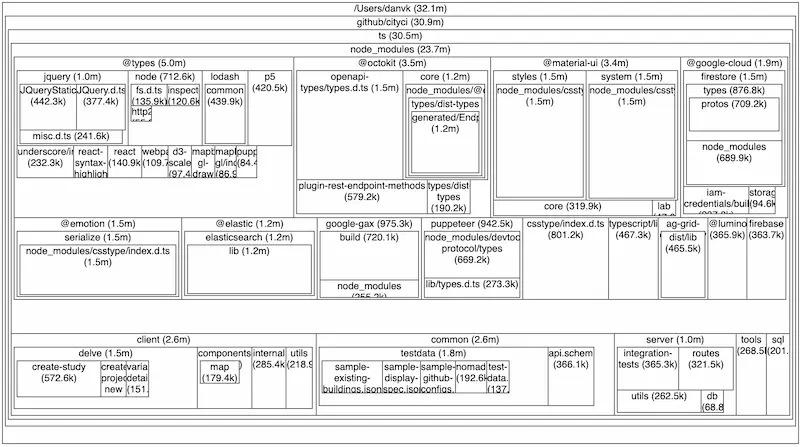 /Users/danvk (32.1m)
github/cityci (30.9m)
ts (30.5m)
node_modules (23.7m)
@types (5.0m)
jquery (1.0m)
JQueryStatic
(442.3k)
JQuery.d.ts
(377.4k)
misc.d.ts (241.6k)
node (712.6k)
fs.d.ts
(135.9k)
inspect
(120.6k)
http2
lodash
common
(439.9k)
p5
(420.5k)
underscore/in
(232.3k)
react-
syntax-
highligh
react
(140.9k)
webpa
(109.7
d3-
scale
(97.4
mapb
gl-
draw
map
gl/inc
(86.9
pupp
(84.4
@octokit (3.5m)
openapi-
types/types.d.ts (1.5m)
core (1.2m)
node_modules/@
types/dist-types
generated/Endp
(1.2m)
plugin-rest-endpoint-methods
(579.2k)
types/dist
types
(190.2k)
@material-ui (3.4m)
styles (1.5m)
node_modules/cssty
(1.5m)
system (1.5m)
node_modules/csst
(1.5m)
core (319.9k)
lab
@google-cloud (1.9m)
firestore (1.5m)
types (876.8k)
protos (709.2k)
node_modules
(689.9k)
iam-
credentials/buil
storag
(94.6k
@emotion (1.5m)
serialize (1.5m)
node_modules/csstype/index.d.ts
(1.5m)
@elastic (1.2m)
elasticsearch (1.2m)
lib (1.2m)
google-gax (975.3k)
build (720.1k)
node_modules
(255.2k)
puppeteer (942.5k)
node_modules/devtoo
protocol/types
(669.2k)
lib/types.d.ts (273.3k)
csstype/index.d.ts
(801.2k)
typescript/li
(467.3k)
ag-grid-
dist/lib
(465.5k)
@lumino
(365.9k)
firebase
(363.7k)
client (2.6m)
delve (1.5m)
create-study
(572.6k)
create
projec
new
varia
detai
(151.
components
map
(179.4k)
internal
(285.4k)
utils
(218.9
common (2.6m)
testdata (1.8m)
sample-
existing-
buildings.json
sample-
display-
spec.json
sample-
github-
configs.
nomad
(192.6k)
test-
data.
(137.
api.schem
(366.1k)
server (1.0m)
integration-
tests (365.3k)
routes
(321.5k)
utils (262.5k)
db
(68.8
tools
(268.5k
sql
(201.